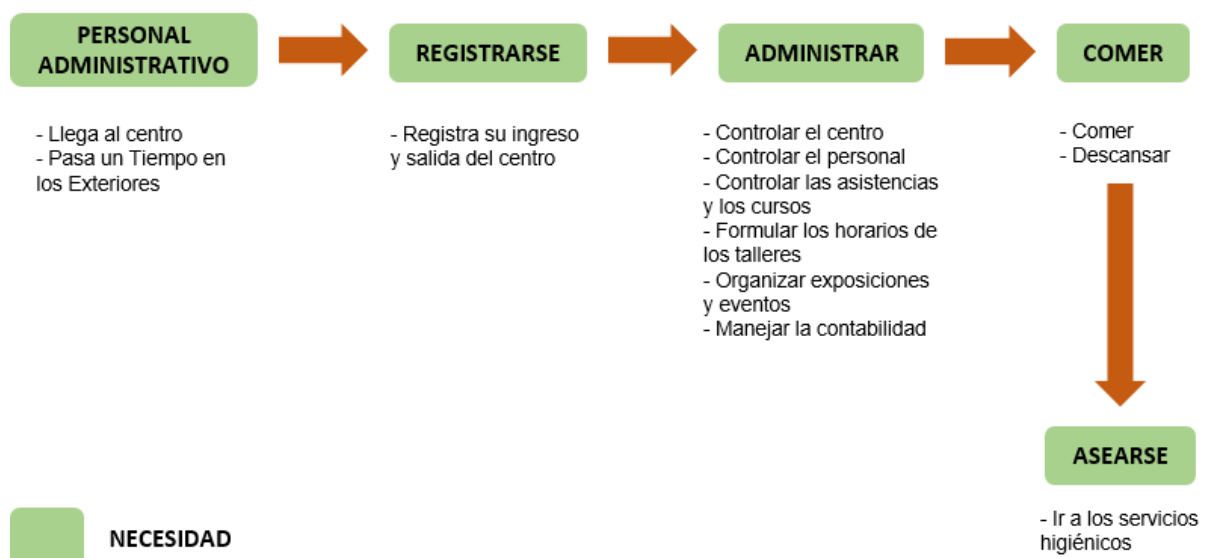 PERSONAL
ADMINISTRATIVO
- Llega al centro
- Pasa un Tiempo en
los Exteriores
REGISTRARSE
- Registra su ingreso
y salida del centro
ADMINISTRAR
- Controlar el centro
- Controlar el personal
- Controlar las asistencias
y los cursos
- Formular los horarios de
los talleres
- Organizar exposiciones
y eventos
- Manejar la contabilidad
COMER
- Comer
- Descansar
ASEARSE
- Ir a los servicios
higiénicos
NECESIDAD